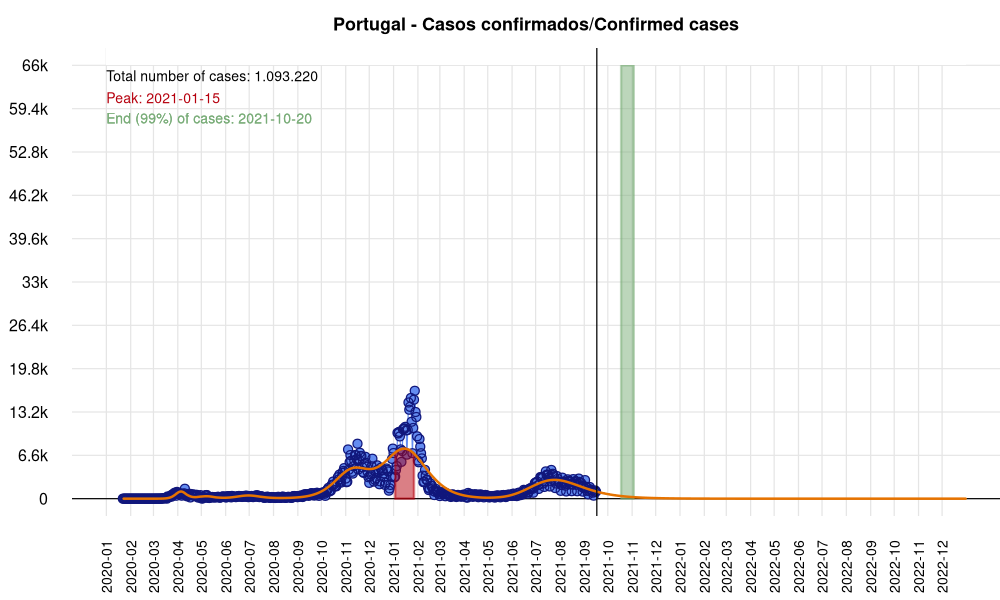 Portugal - Casos confirmados/Confirmed cases
Total number of cases: 1.093.220
Peak: 2021-01-15
End (99%) of cases: 2021-10-20
66k
59.4k
52.8k
46.2k
39.6k
33k
26.4k
19.8k
13.2k
6.6k
0
2020-01
2020-02
2020-03
2020-04
2020-05
2020-06
2020-07
2020-08
2020-09
2020-10
2020-11
2020-12
2021-01
2021-02
2021-03
2021-04
2021-05
2021-06
2021-07
2021-08
2021-09
2021-10
2021-11
2021-12
2022-01
2022-02
2022-03
2022-04
2022-05
2022-06
2022-07
2022-08
2022-09
2022-10
2022-11
2022-12